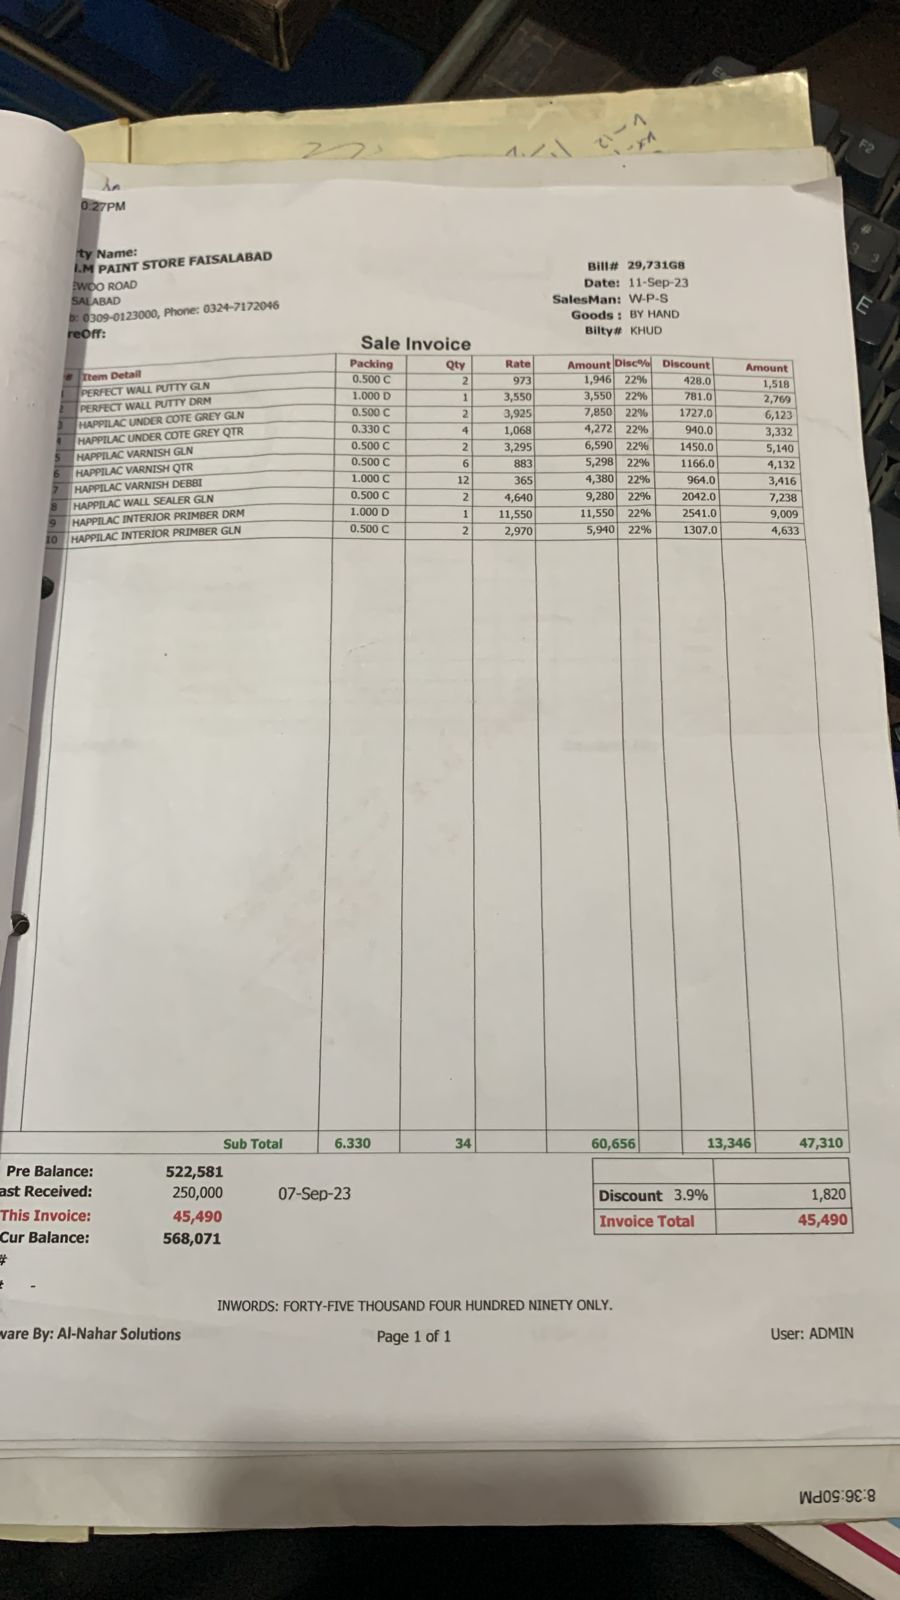 0:27PM
ty Name:
.M PAINT STORE FAISALABAD
EWOO ROAD
SALABAD
b: 0309-0123000, Phone: 0324-7172046
reOff:
Bill# 29,731G8
Date: 11-Sep-23
SalesMan: W-P-S
Goods : BY HAND
Bilty# KHUD
Sale Invoice
# Item Detail Packing Qty Rate Amount Disc% Discount Amount
1 PERFECT WALL PUTTY GLN 0.500 C 2 973 1,946 22% 428.0 1,518
2 PERFECT WALL PUTTY DRM 1.000 D 1 3,550 3,550 22% 781.0 2,769
3 HAPPILAC UNDER COTE GREY GLN 0.500 C 2 3,925 7,850 22% 1727.0 6,123
4 HAPPILAC UNDER COTE GREY QTR 0.330 C 4 1,068 4,272 22% 940.0 3,332
5 HAPPILAC VARNISH GLN 0.500 C 2 3,295 6,590 22% 1450.0 5,140
6 HAPPILAC VARNISH QTR 0.500 C 6 883 5,298 22% 1166.0 4,132
7 HAPPILAC VARNISH DEBBI 1.000 C 12 365 4,380 22% 964.0 3,416
8 HAPPILAC WALL SEALER GLN 0.500 C 2 4,640 9,280 22% 2042.0 7,238
9 HAPPILAC INTERIOR PRIMBER DRM 1.000 D 1 11,550 11,550 22% 2541.0 9,009
10 HAPPILAC INTERIOR PRIMBER GLN 0.500 C 2 2,970 5,940 22% 1307.0 4,633
Sub Total 6.330 34 60,656 13,346 47,310
Pre Balance: 522,581
ast Received: 250,000 07-Sep-23
This Invoice: 45,490
Cur Balance: 568,071
#
-
Discount 3.9% 1,820
Invoice Total 45,490
INWORDS: FORTY-FIVE THOUSAND FOUR HUNDRED NINETY ONLY.
ware By: Al-Nahar Solutions
Page 1 of 1
User: ADMIN
8:36:50PM
F2
E